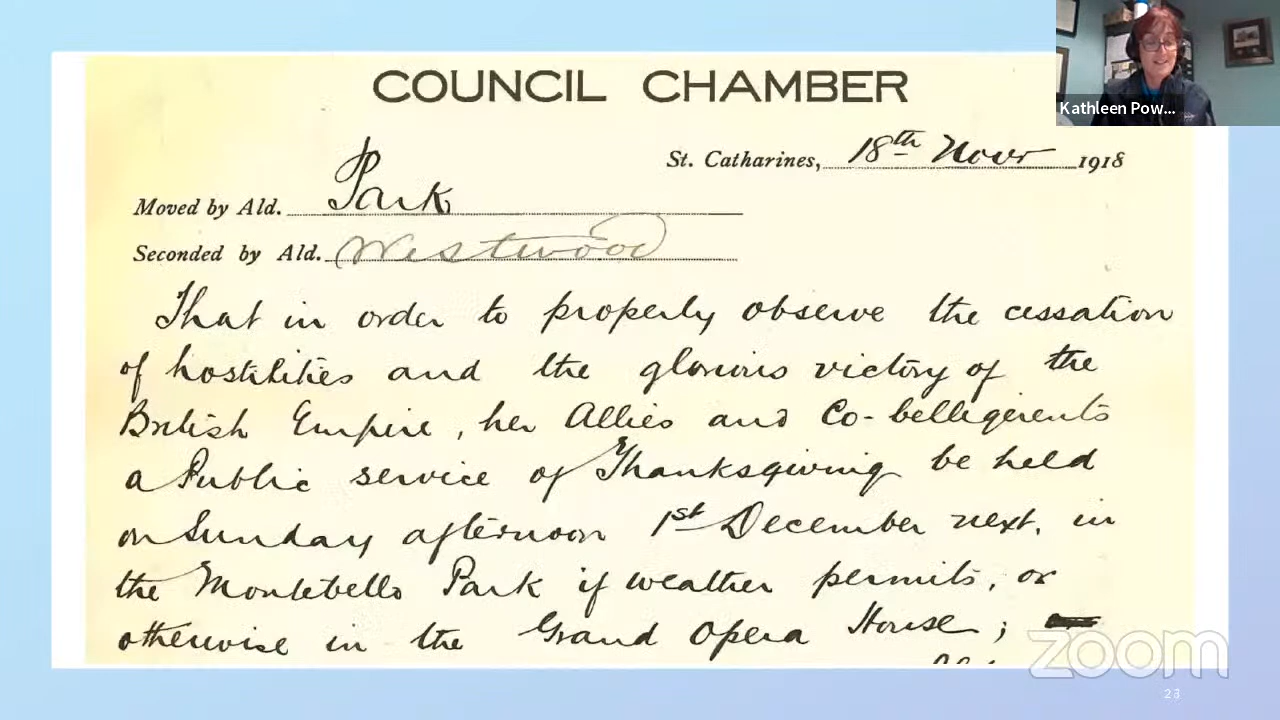 COUNCIL CHAMBER
Kathleen Pow...
St. Catharines, 18th Novr 1918
Moved by Ald. Park
Seconded by Ald. Westwood
That in order to properly observe the cessation
of hostilities and the glorious victory of the
British Empire, her Allies and Co-belligerents
a Public service of Thanksgiving be held
on Sunday afternoon 1st December next, in
the Montebello Park if weather permits, or
otherwise in the Grand Opera House;
zoom
23